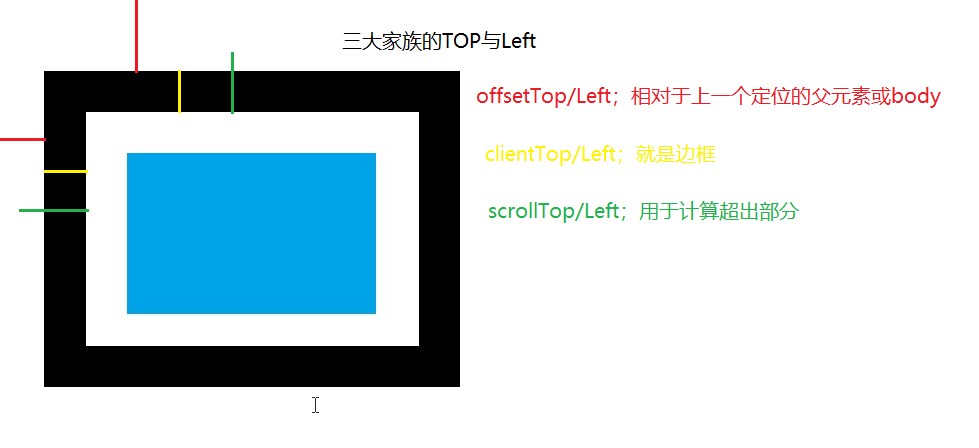 三大家族的TOP与Left
offsetTop/Left；相对于上一个定位的父元素或body
clientTop/Left；就是边框
scrollTop/Left；用于计算超出部分